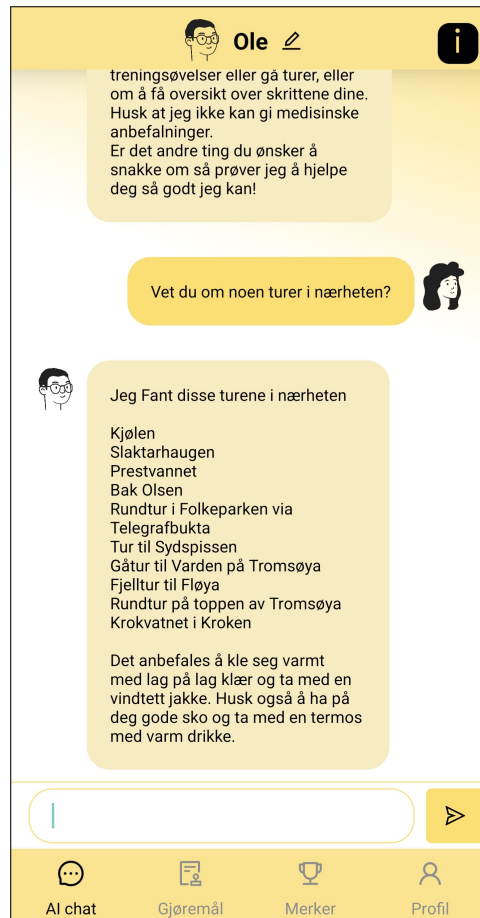 Ole
i
treningsøvelser eller gå turer, eller
om å få oversikt over skrittene dine.
Husk at jeg ikke kan gi medisinske
anbefalninger.
Er det andre ting du ønsker å
snakke om så prøver jeg å hjelpe
deg så godt jeg kan!
Vet du om noen turer i nærheten?
Jeg Fant disse turene i nærheten
Kjølen
Slaktarhaugen
Prestvannet
Bak Olsen
Rundtur i Folkeparken via
Telegrafbukta
Tur til Sydspissen
Gåtur til Varden på Tromsøya
Fjelltur til Fløya
Rundtur på toppen av Tromsøya
Krokvatnet i Kroken
Det anbefales å kle seg varmt
med lag på lag klær og ta med en
vindtett jakke. Husk også å ha på
deg gode sko og ta med en termos
med varm drikke.
AI chat
Gjøremål
Merker
Profil